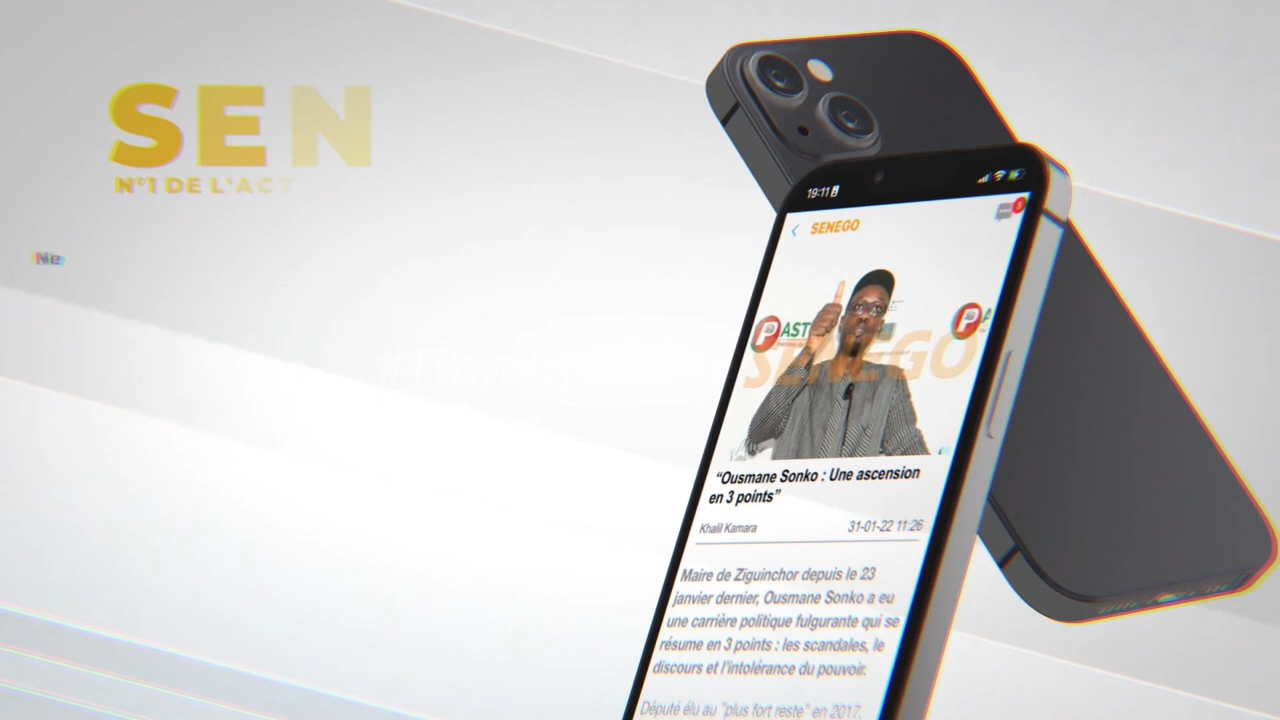 SEN
N°1 DE L'ACT
Ne
19:11
SENEGO
PAST
SENEGO
“Ousmane Sonko : Une ascension
en 3 points”
Khalil Kamara 31-01-22 11:26
Maire de Ziguinchor depuis le 23
janvier dernier, Ousmane Sonko a eu
une carrière politique fulgurante qui se
résume en 3 points : les scandales, le
discours et l'intolérance du pouvoir.
Député élu au "plus fort reste" en 2017,